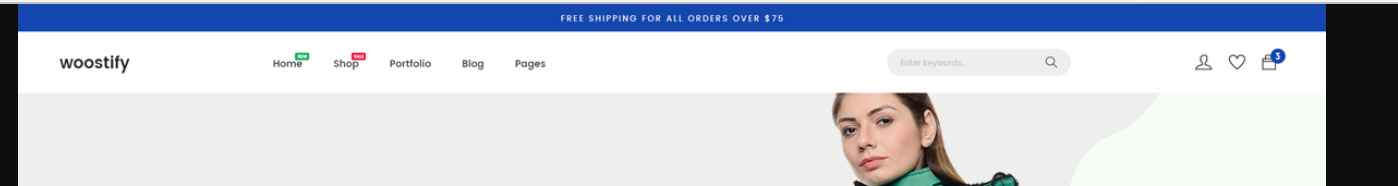 FREE SHIPPING FOR ALL ORDERS OVER $75
woostify Home NEW Shop SALE Portfolio Blog Pages Enter keywords... 3